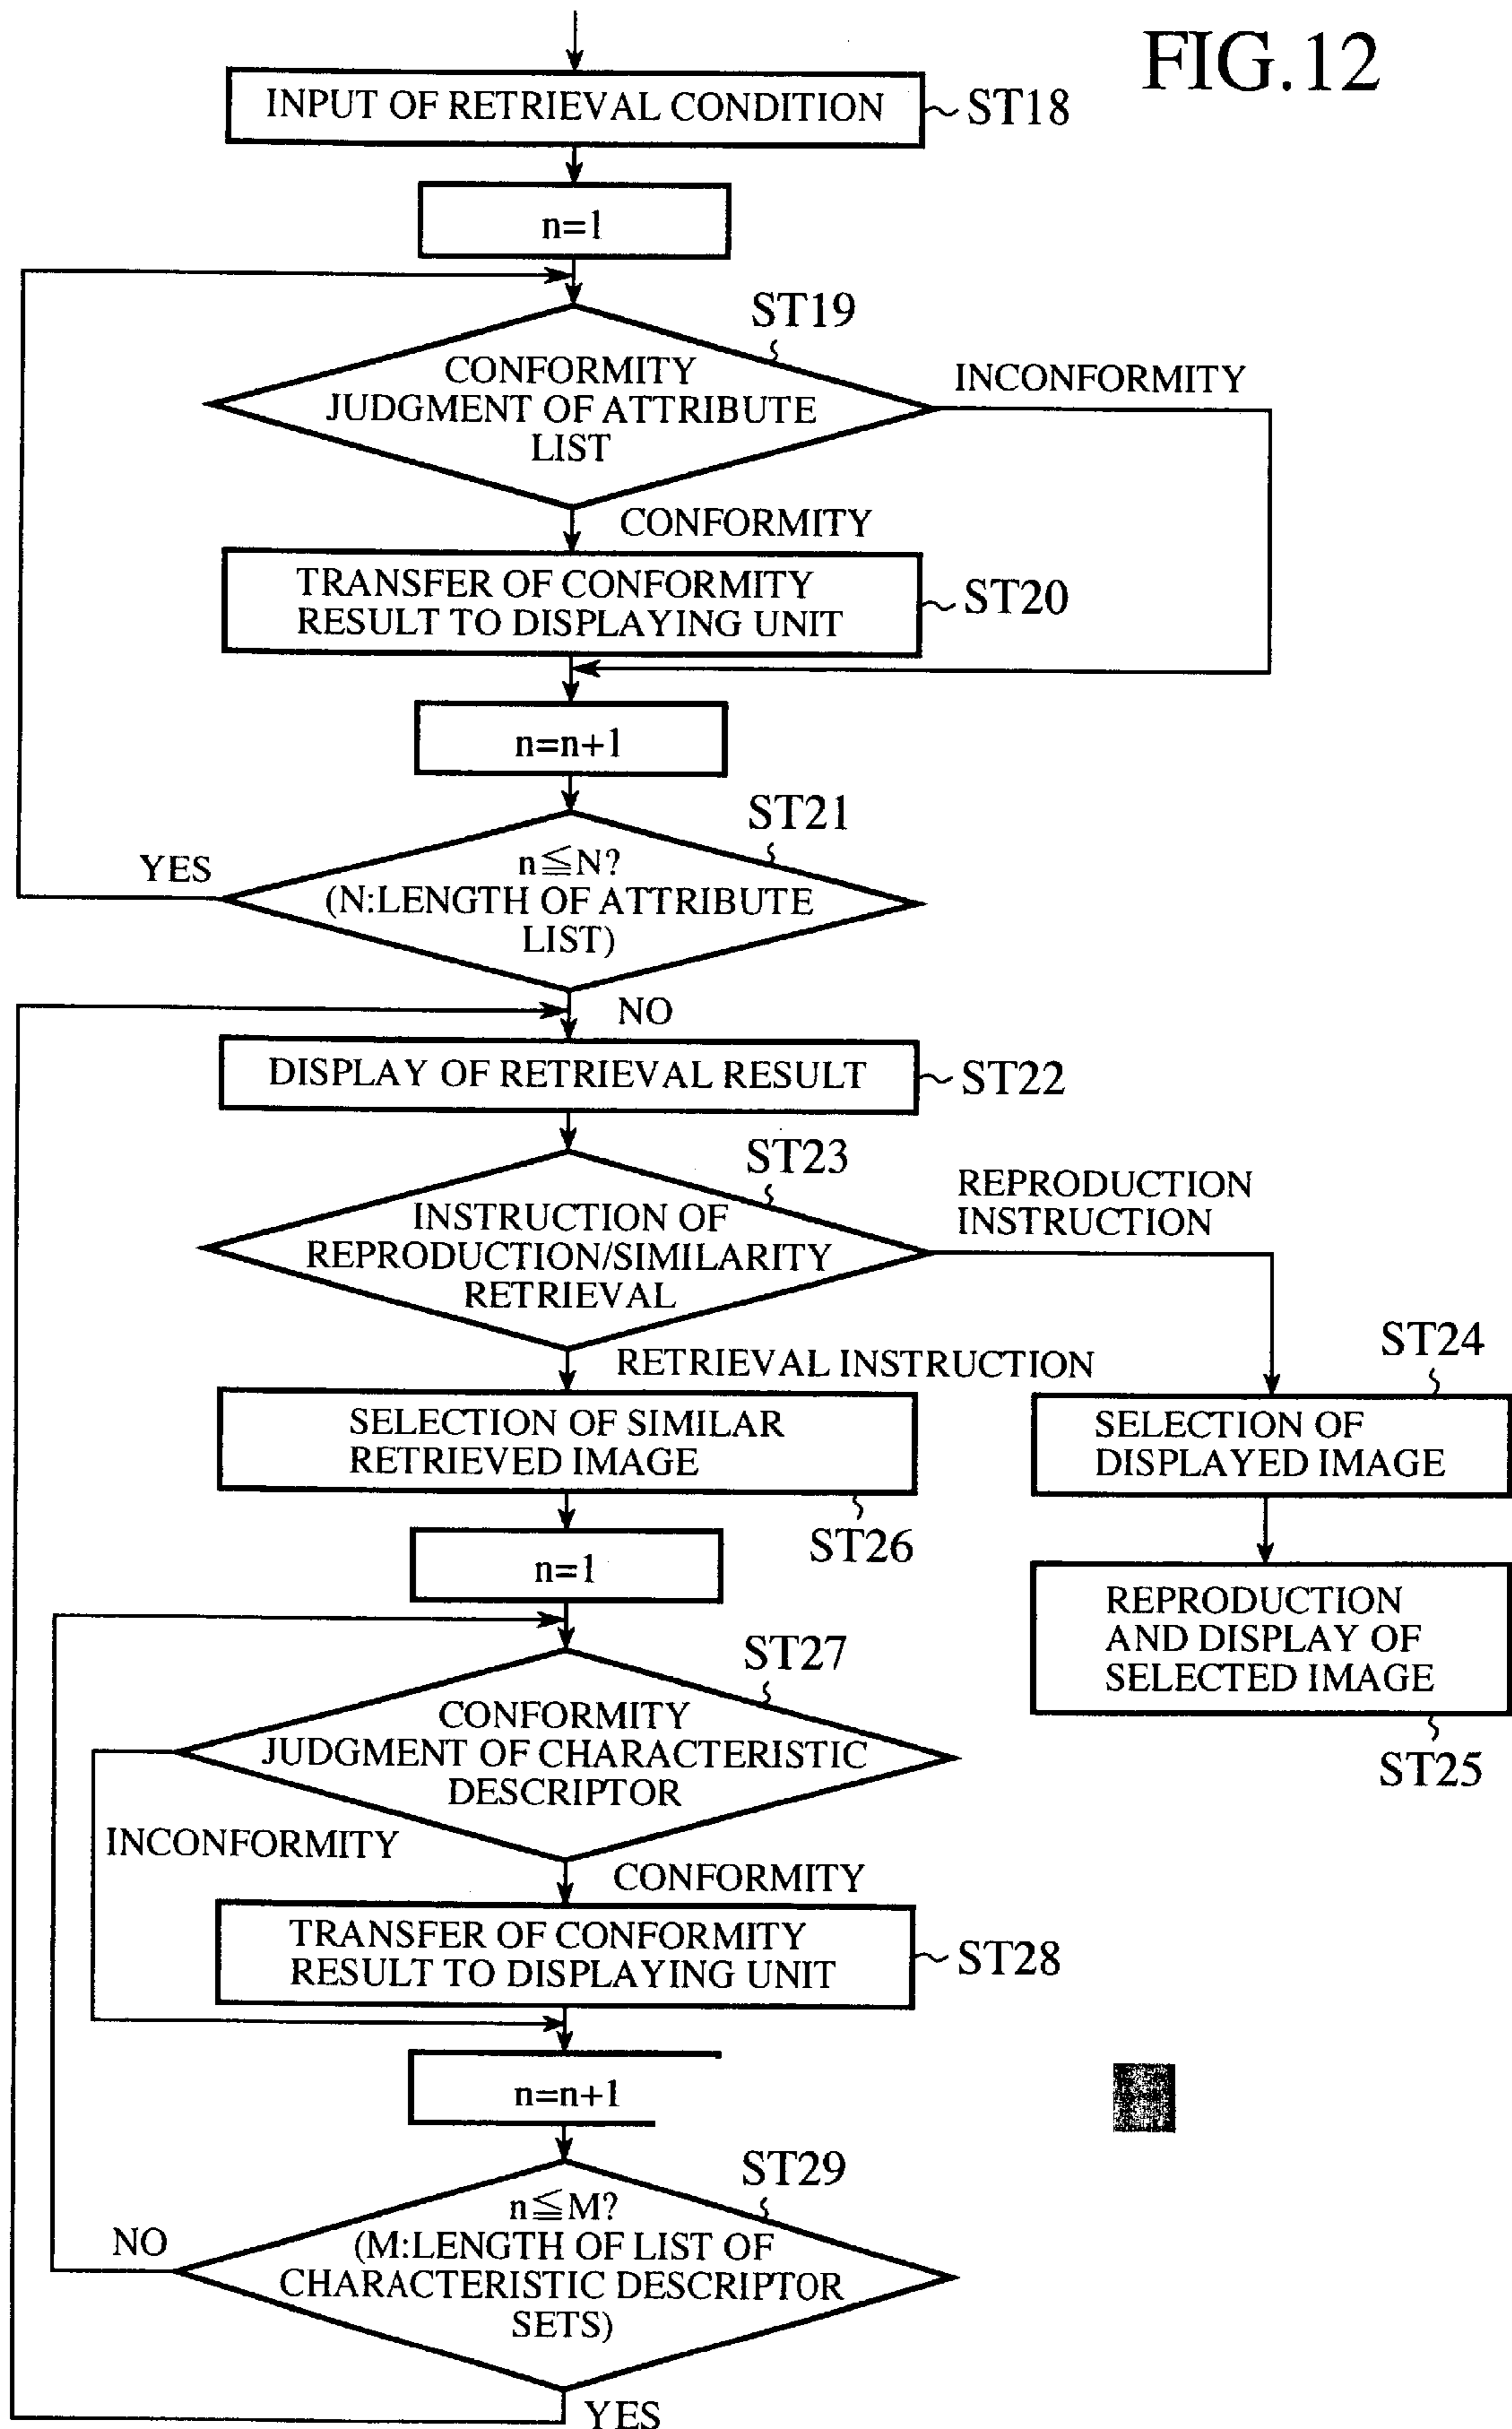 FIG.12
INPUT OF RETRIEVAL CONDITION
ST18
n=1
ST19
CONFORMITY
JUDGMENT OF ATTRIBUTE
LIST
INCONFORMITY
CONFORMITY
TRANSFER OF CONFORMITY
RESULT TO DISPLAYING UNIT
ST20
n=n+1
ST21
n≦N?
(N:LENGTH OF ATTRIBUTE
LIST)
YES
NO
DISPLAY OF RETRIEVAL RESULT
ST22
ST23
INSTRUCTION OF
REPRODUCTION/SIMILARITY
RETRIEVAL
REPRODUCTION
INSTRUCTION
RETRIEVAL INSTRUCTION
ST24
SELECTION OF
DISPLAYED IMAGE
SELECTION OF SIMILAR
RETRIEVED IMAGE
ST26
n=1
REPRODUCTION
AND DISPLAY OF
SELECTED IMAGE
ST25
ST27
CONFORMITY
JUDGMENT OF CHARACTERISTIC
DESCRIPTOR
INCONFORMITY
CONFORMITY
TRANSFER OF CONFORMITY
RESULT TO DISPLAYING UNIT
ST28
n=n+1
ST29
n≦M?
(M:LENGTH OF LIST OF
CHARACTERISTIC DESCRIPTOR
SETS)
NO
YES